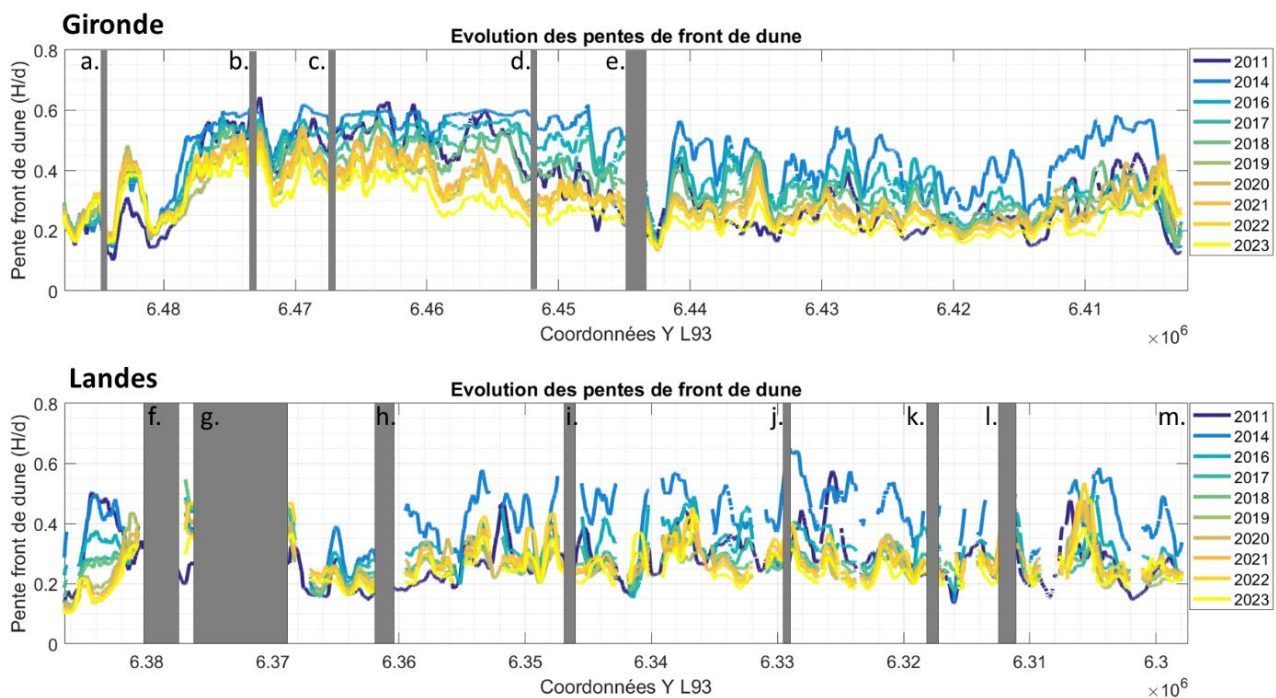 Gironde
Evolution des pentes de front de dune
Pente front de dune (H/d)
0.8
0.6
0.4
0.2
0
a.
b.
c.
d.
e.
6.48
6.47
6.46
6.45
6.44
6.43
6.42
6.41
×10⁶
Coordonnées Y L93
2011
2014
2016
2017
2018
2019
2020
2021
2022
2023
Landes
Evolution des pentes de front de dune
Pente front de dune (H/d)
0.8
0.6
0.4
0.2
0
f.
g.
h.
i.
j.
k.
l.
m.
6.38
6.37
6.36
6.35
6.34
6.33
6.32
6.31
6.3
×10⁶
Coordonnées Y L93
2011
2014
2016
2017
2018
2019
2020
2021
2022
2023